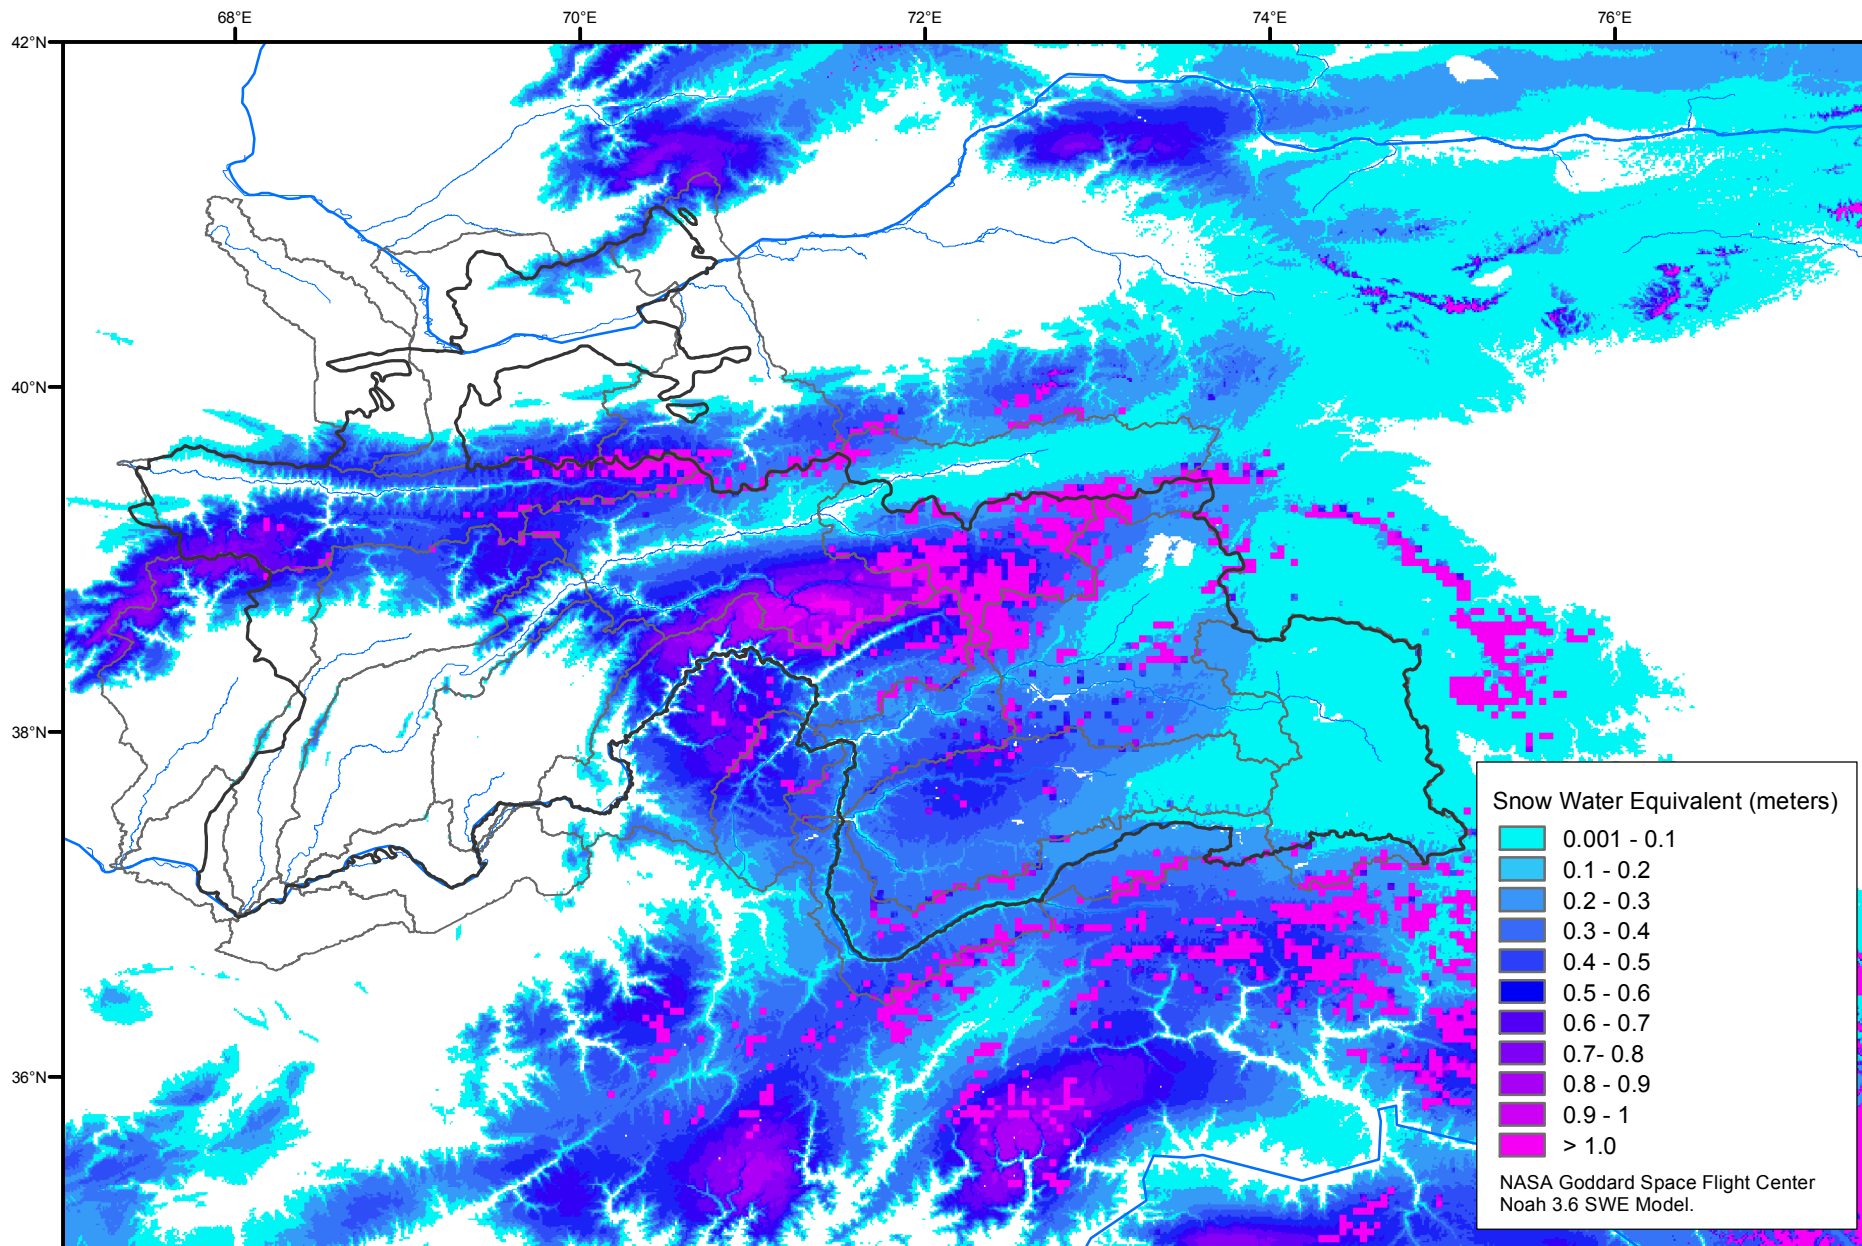 68°E 70°E 72°E 74°E 76°E
42°N
40°N
38°N
36°N
Snow Water Equivalent (meters)
0.001 - 0.1
0.1 - 0.2
0.2 - 0.3
0.3 - 0.4
0.4 - 0.5
0.5 - 0.6
0.6 - 0.7
0.7- 0.8
0.8 - 0.9
0.9 - 1
> 1.0
NASA Goddard Space Flight Center
Noah 3.6 SWE Model.